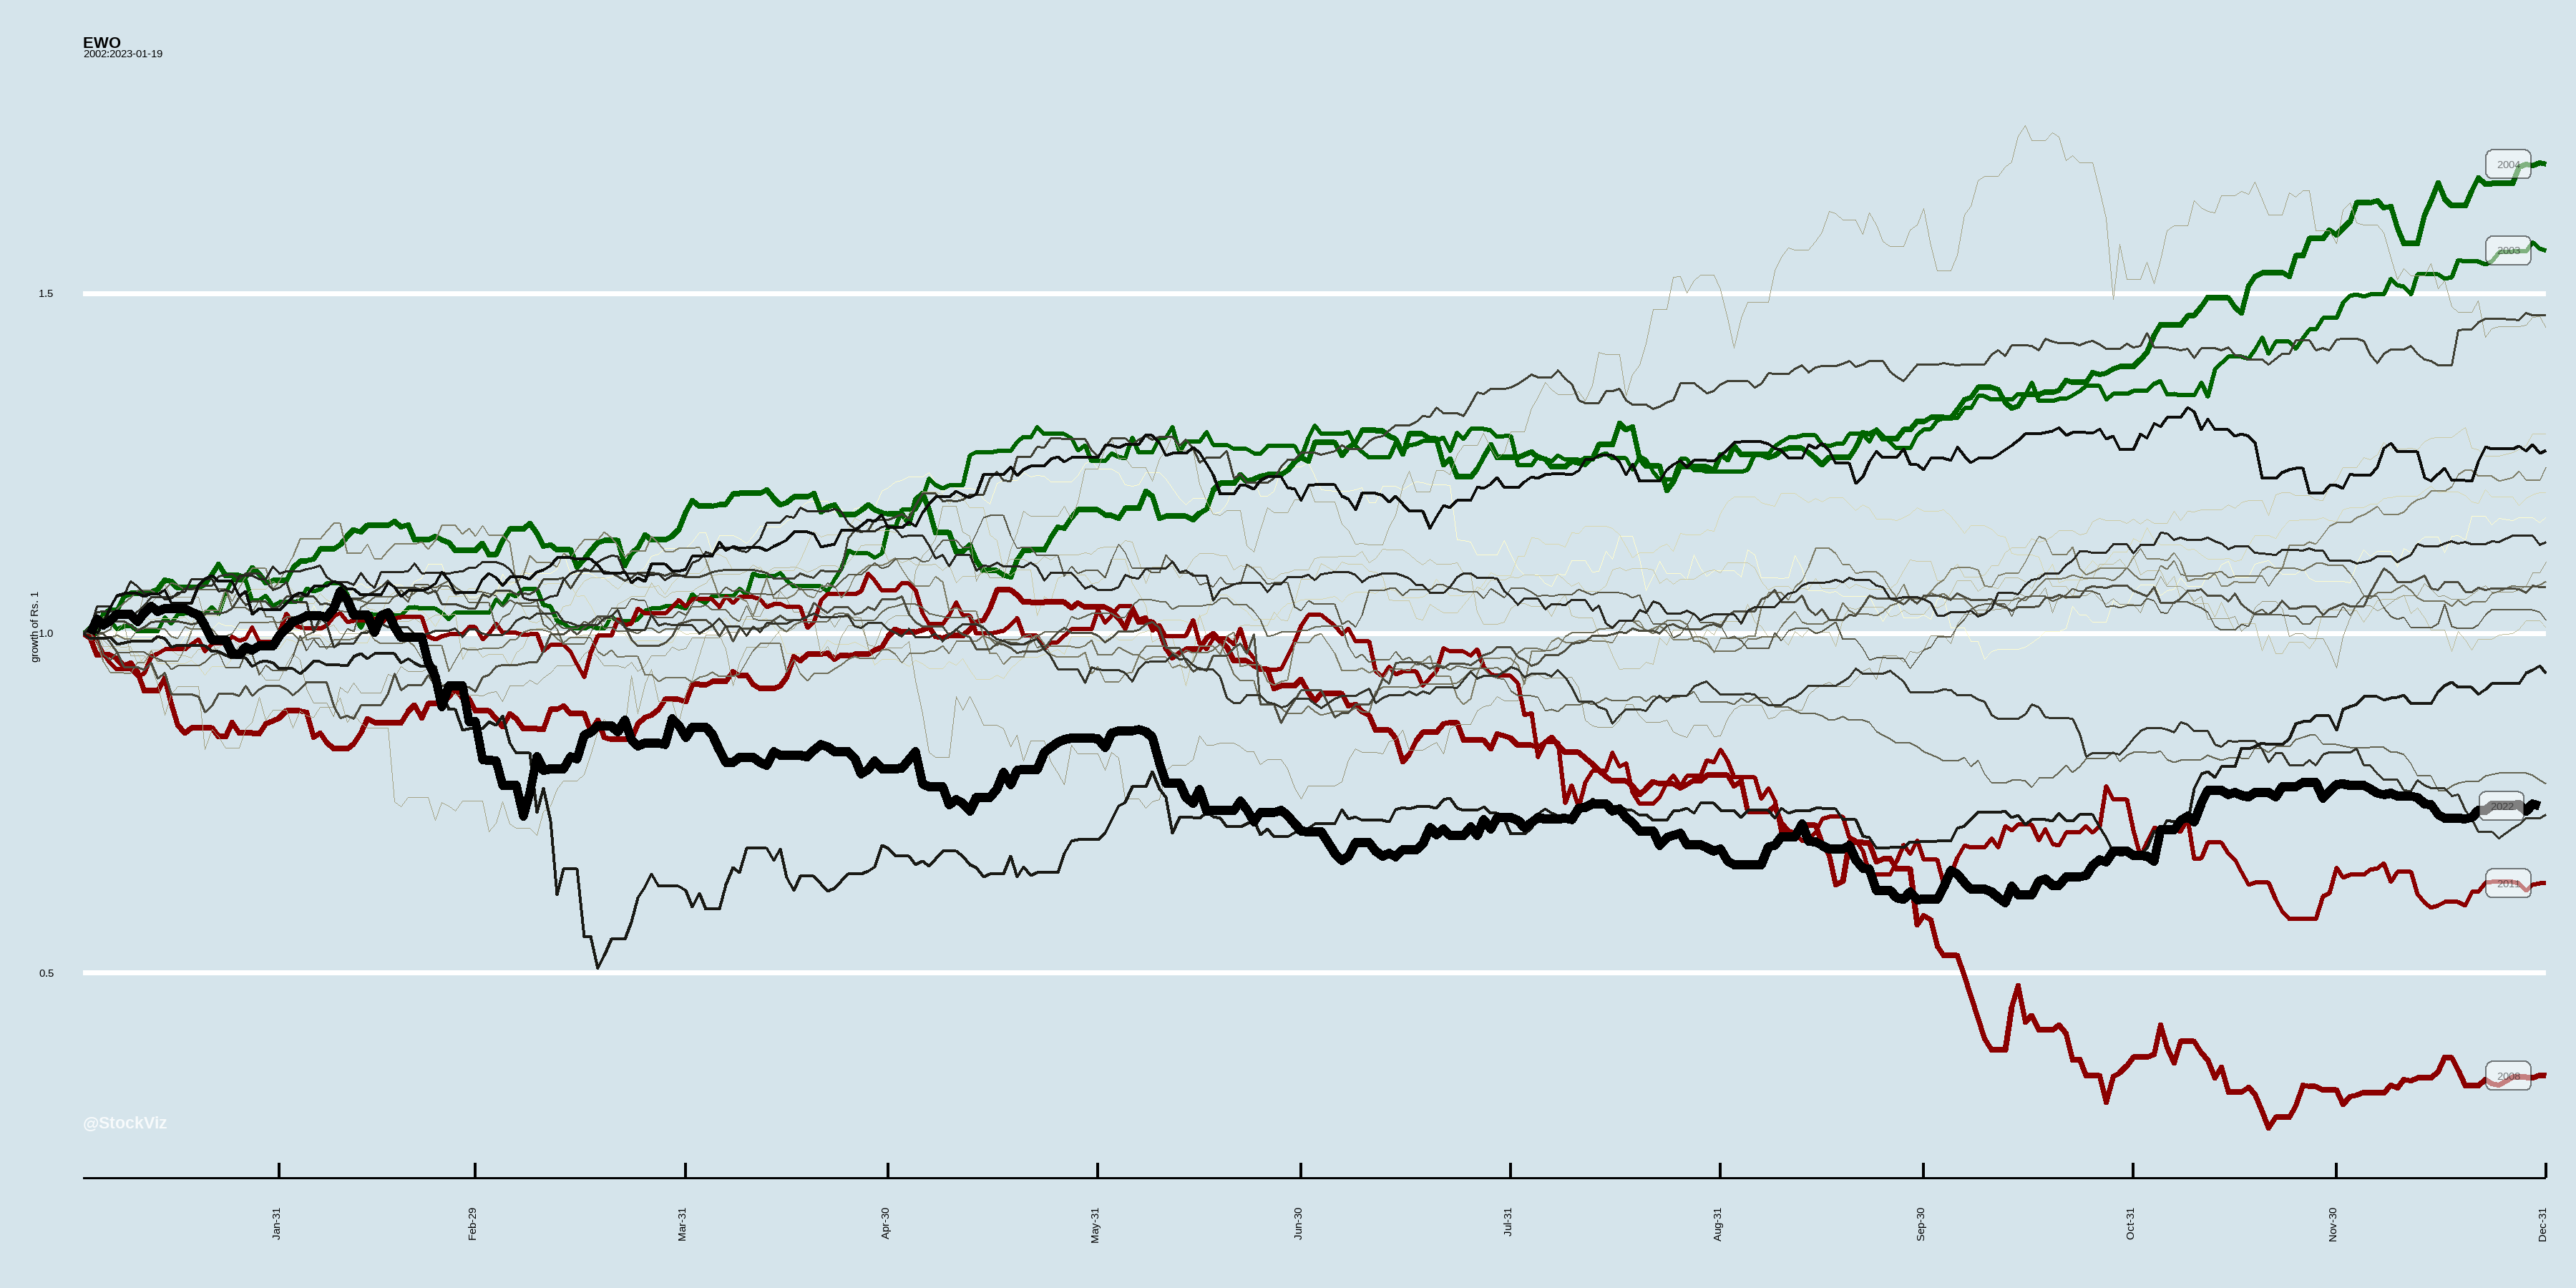 EWO
2002:2023-01-19
2004
2003
1.5
growth of Rs. 1
1.0
2022
2011
0.5
2008
@StockViz
Jan-31
Feb-29
Mar-31
Apr-30
May-31
Jun-30
Jul-31
Aug-31
Sep-30
Oct-31
Nov-30
Dec-31